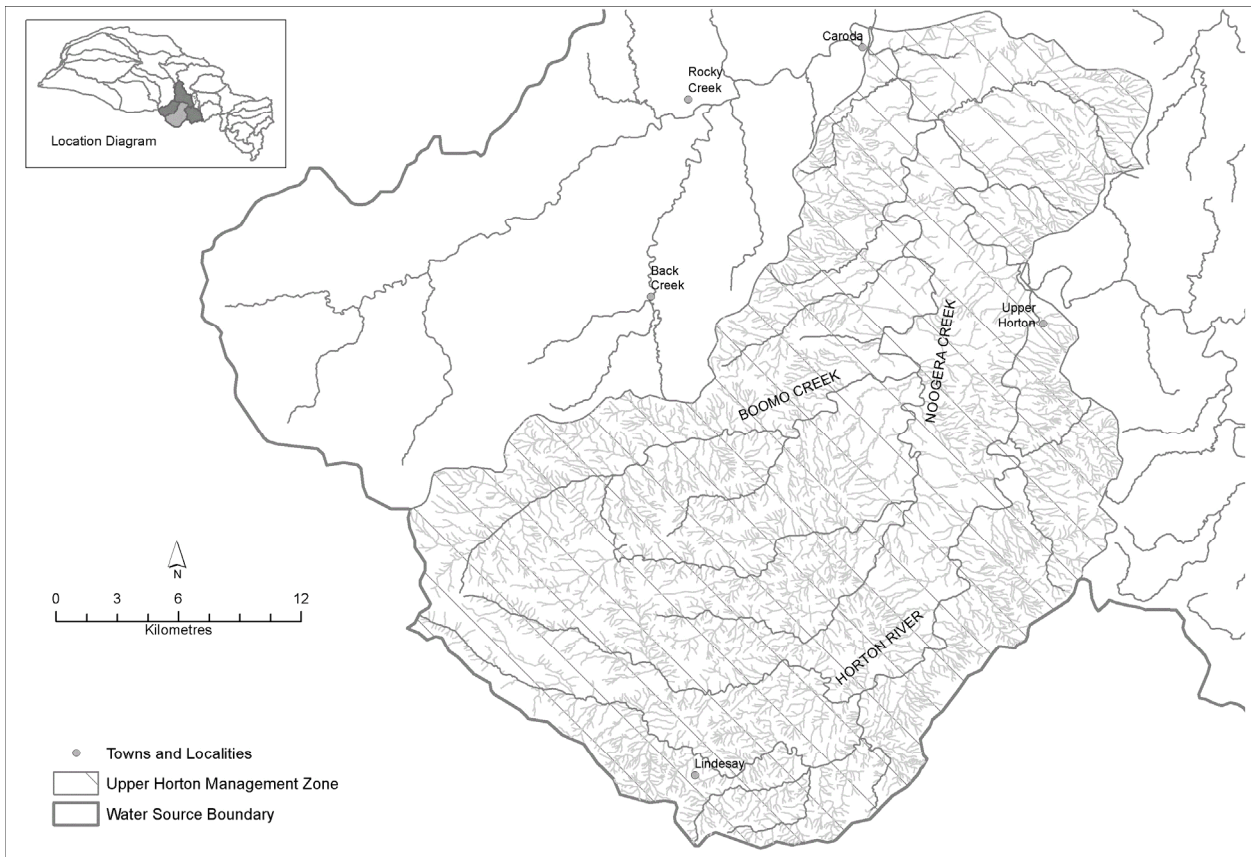 Location Diagram
Caroda
Rocky
Creek
Back
Creek
Upper
Horton
NOOGERA CREEK
BOOMO CREEK
N
0 3 6 12
Kilometres
HORTON RIVER
Lindesay
Towns and Localities
Upper Horton Management Zone
Water Source Boundary